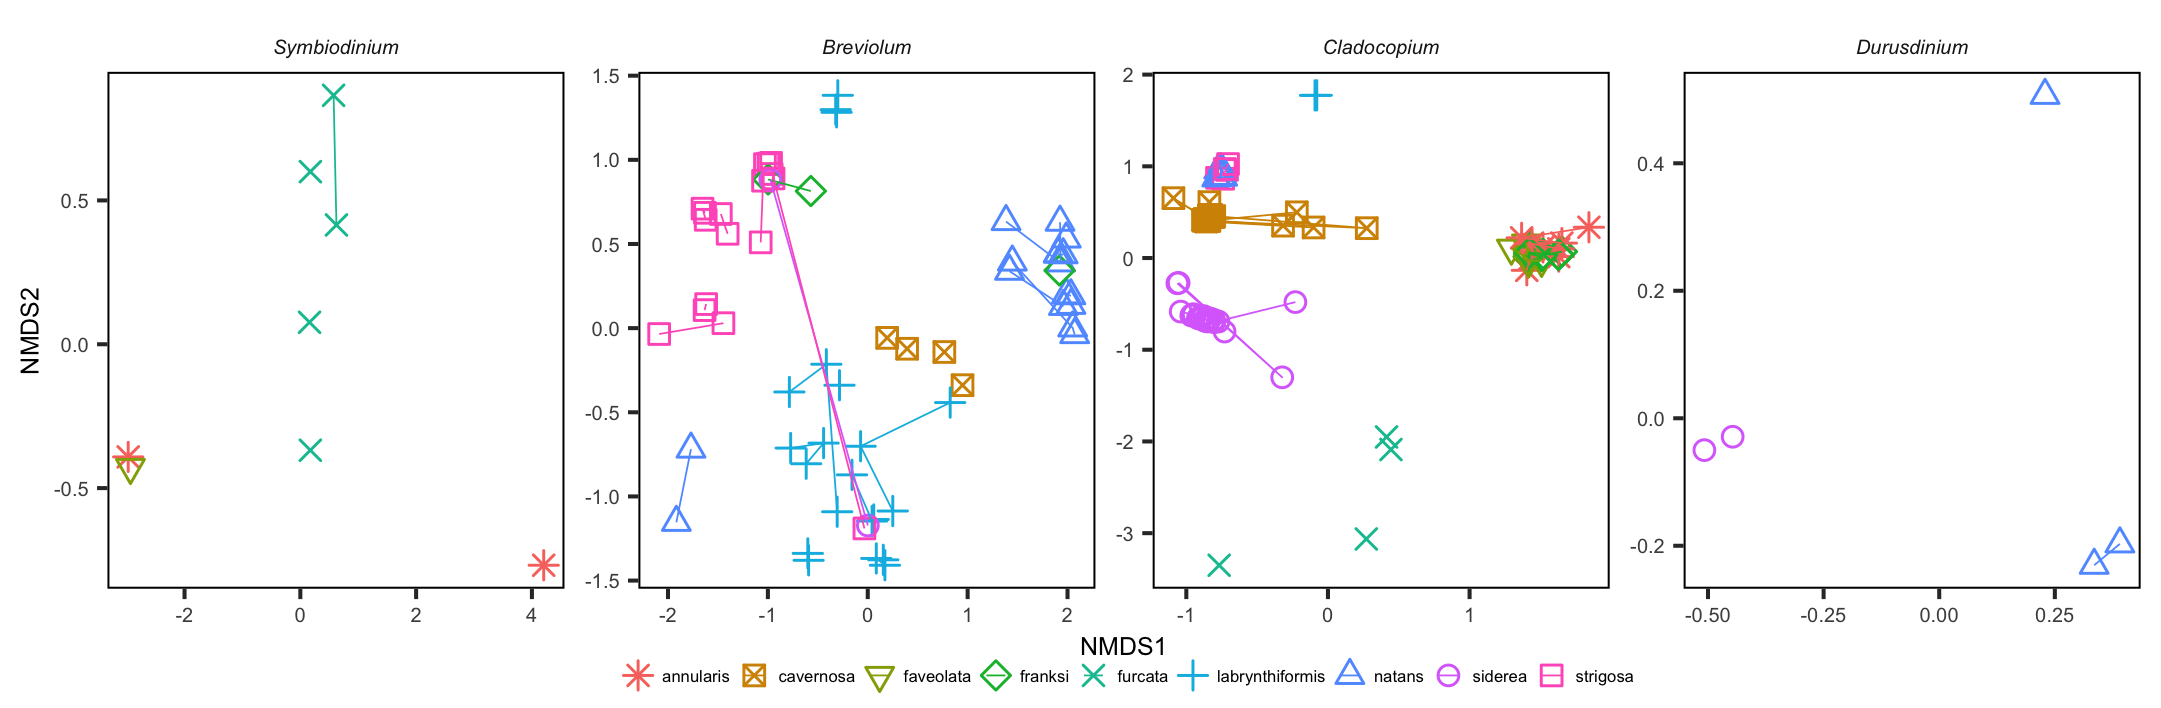 Symbiodinium Breviolum Cladocopium Durusdinium
NMDS2
0.5
0.0
-0.5
-2 0 2 4
1.5
1.0
0.5
0.0
-0.5
-1.0
-1.5
-2 -1 0 1 2
2
1
0
-1
-2
-3
-1 0 1
0.4
0.2
0.0
-0.2
-0.50 -0.25 0.00 0.25
NMDS1
annularis cavernosa faveolata franksi furcata labrynthiformis natans siderea strigosa